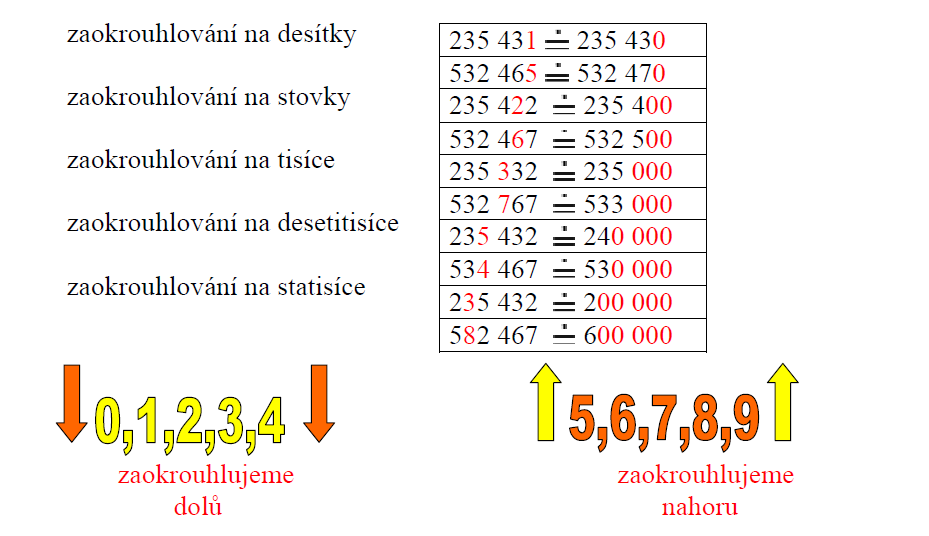 zaokrouhlování na desítky
235 431 ≐ 235 430
532 465 ≐ 532 470
zaokrouhlování na stovky
235 422 ≐ 235 400
532 467 ≐ 532 500
zaokrouhlování na tisíce
235 332 ≐ 235 000
532 767 ≐ 533 000
zaokrouhlování na desetitisíce
235 432 ≐ 240 000
534 467 ≐ 530 000
zaokrouhlování na statisíce
235 432 ≐ 200 000
582 467 ≐ 600 000
0,1,2,3,4
zaokrouhlujeme
dolů
5,6,7,8,9
zaokrouhlujeme
nahoru